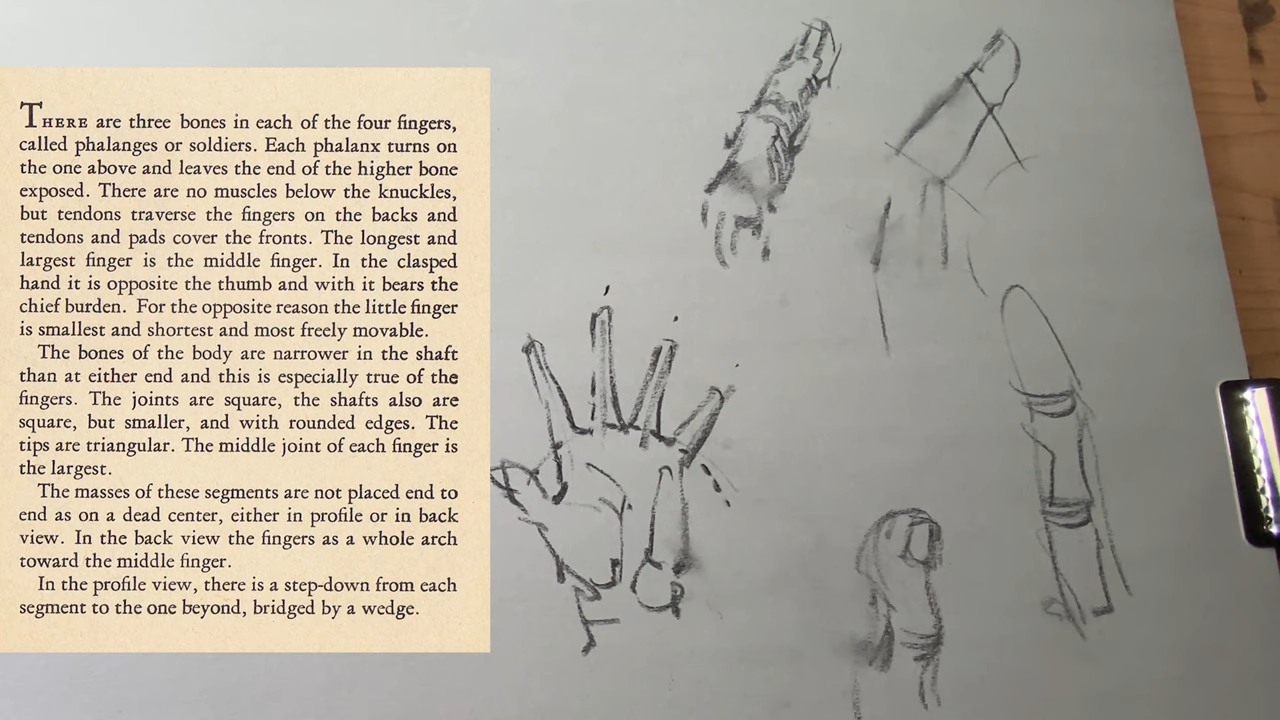 THERE are three bones in each of the four fingers,
called phalanges or soldiers. Each phalanx turns on
the one above and leaves the end of the higher bone
exposed. There are no muscles below the knuckles,
but tendons traverse the fingers on the backs and
tendons and pads cover the fronts. The longest and
largest finger is the middle finger. In the clasped
hand it is opposite the thumb and with it bears the
chief burden. For the opposite reason the little finger
is smallest and shortest and most freely movable.
The bones of the body are narrower in the shaft
than at either end and this is especially true of the
fingers. The joints are square, the shafts also are
square, but smaller, and with rounded edges. The
tips are triangular. The middle joint of each finger is
the largest.
The masses of these segments are not placed end to
end as on a dead center, either in profile or in back
view. In the back view the fingers as a whole arch
toward the middle finger.
In the profile view, there is a step-down from each
segment to the one beyond, bridged by a wedge.